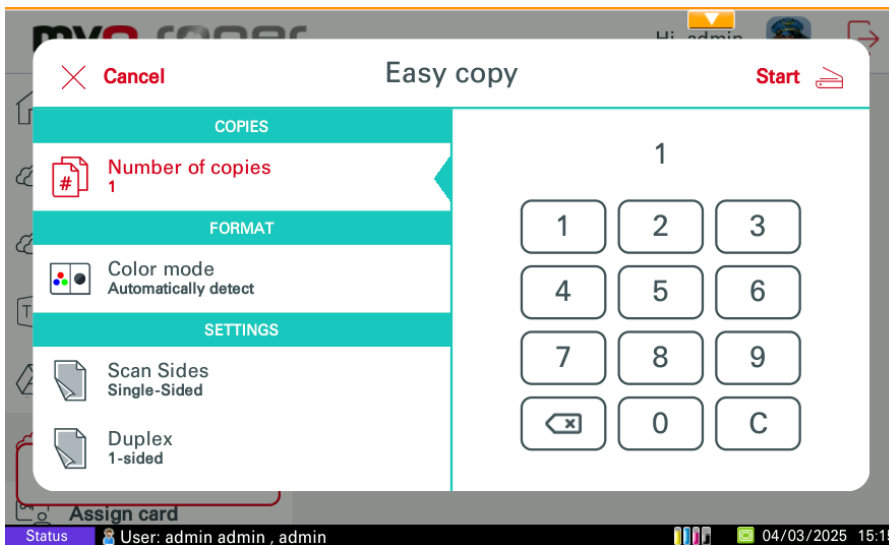 Hi admin
Cancel
Easy copy
Start
COPIES
Number of copies
1
FORMAT
Color mode
Automatically detect
SETTINGS
Scan Sides
Single-Sided
Duplex
1-sided
1
1 2 3
4 5 6
7 8 9
0 C
Assign card
Status User: admin admin , admin 04/03/2025 15:15